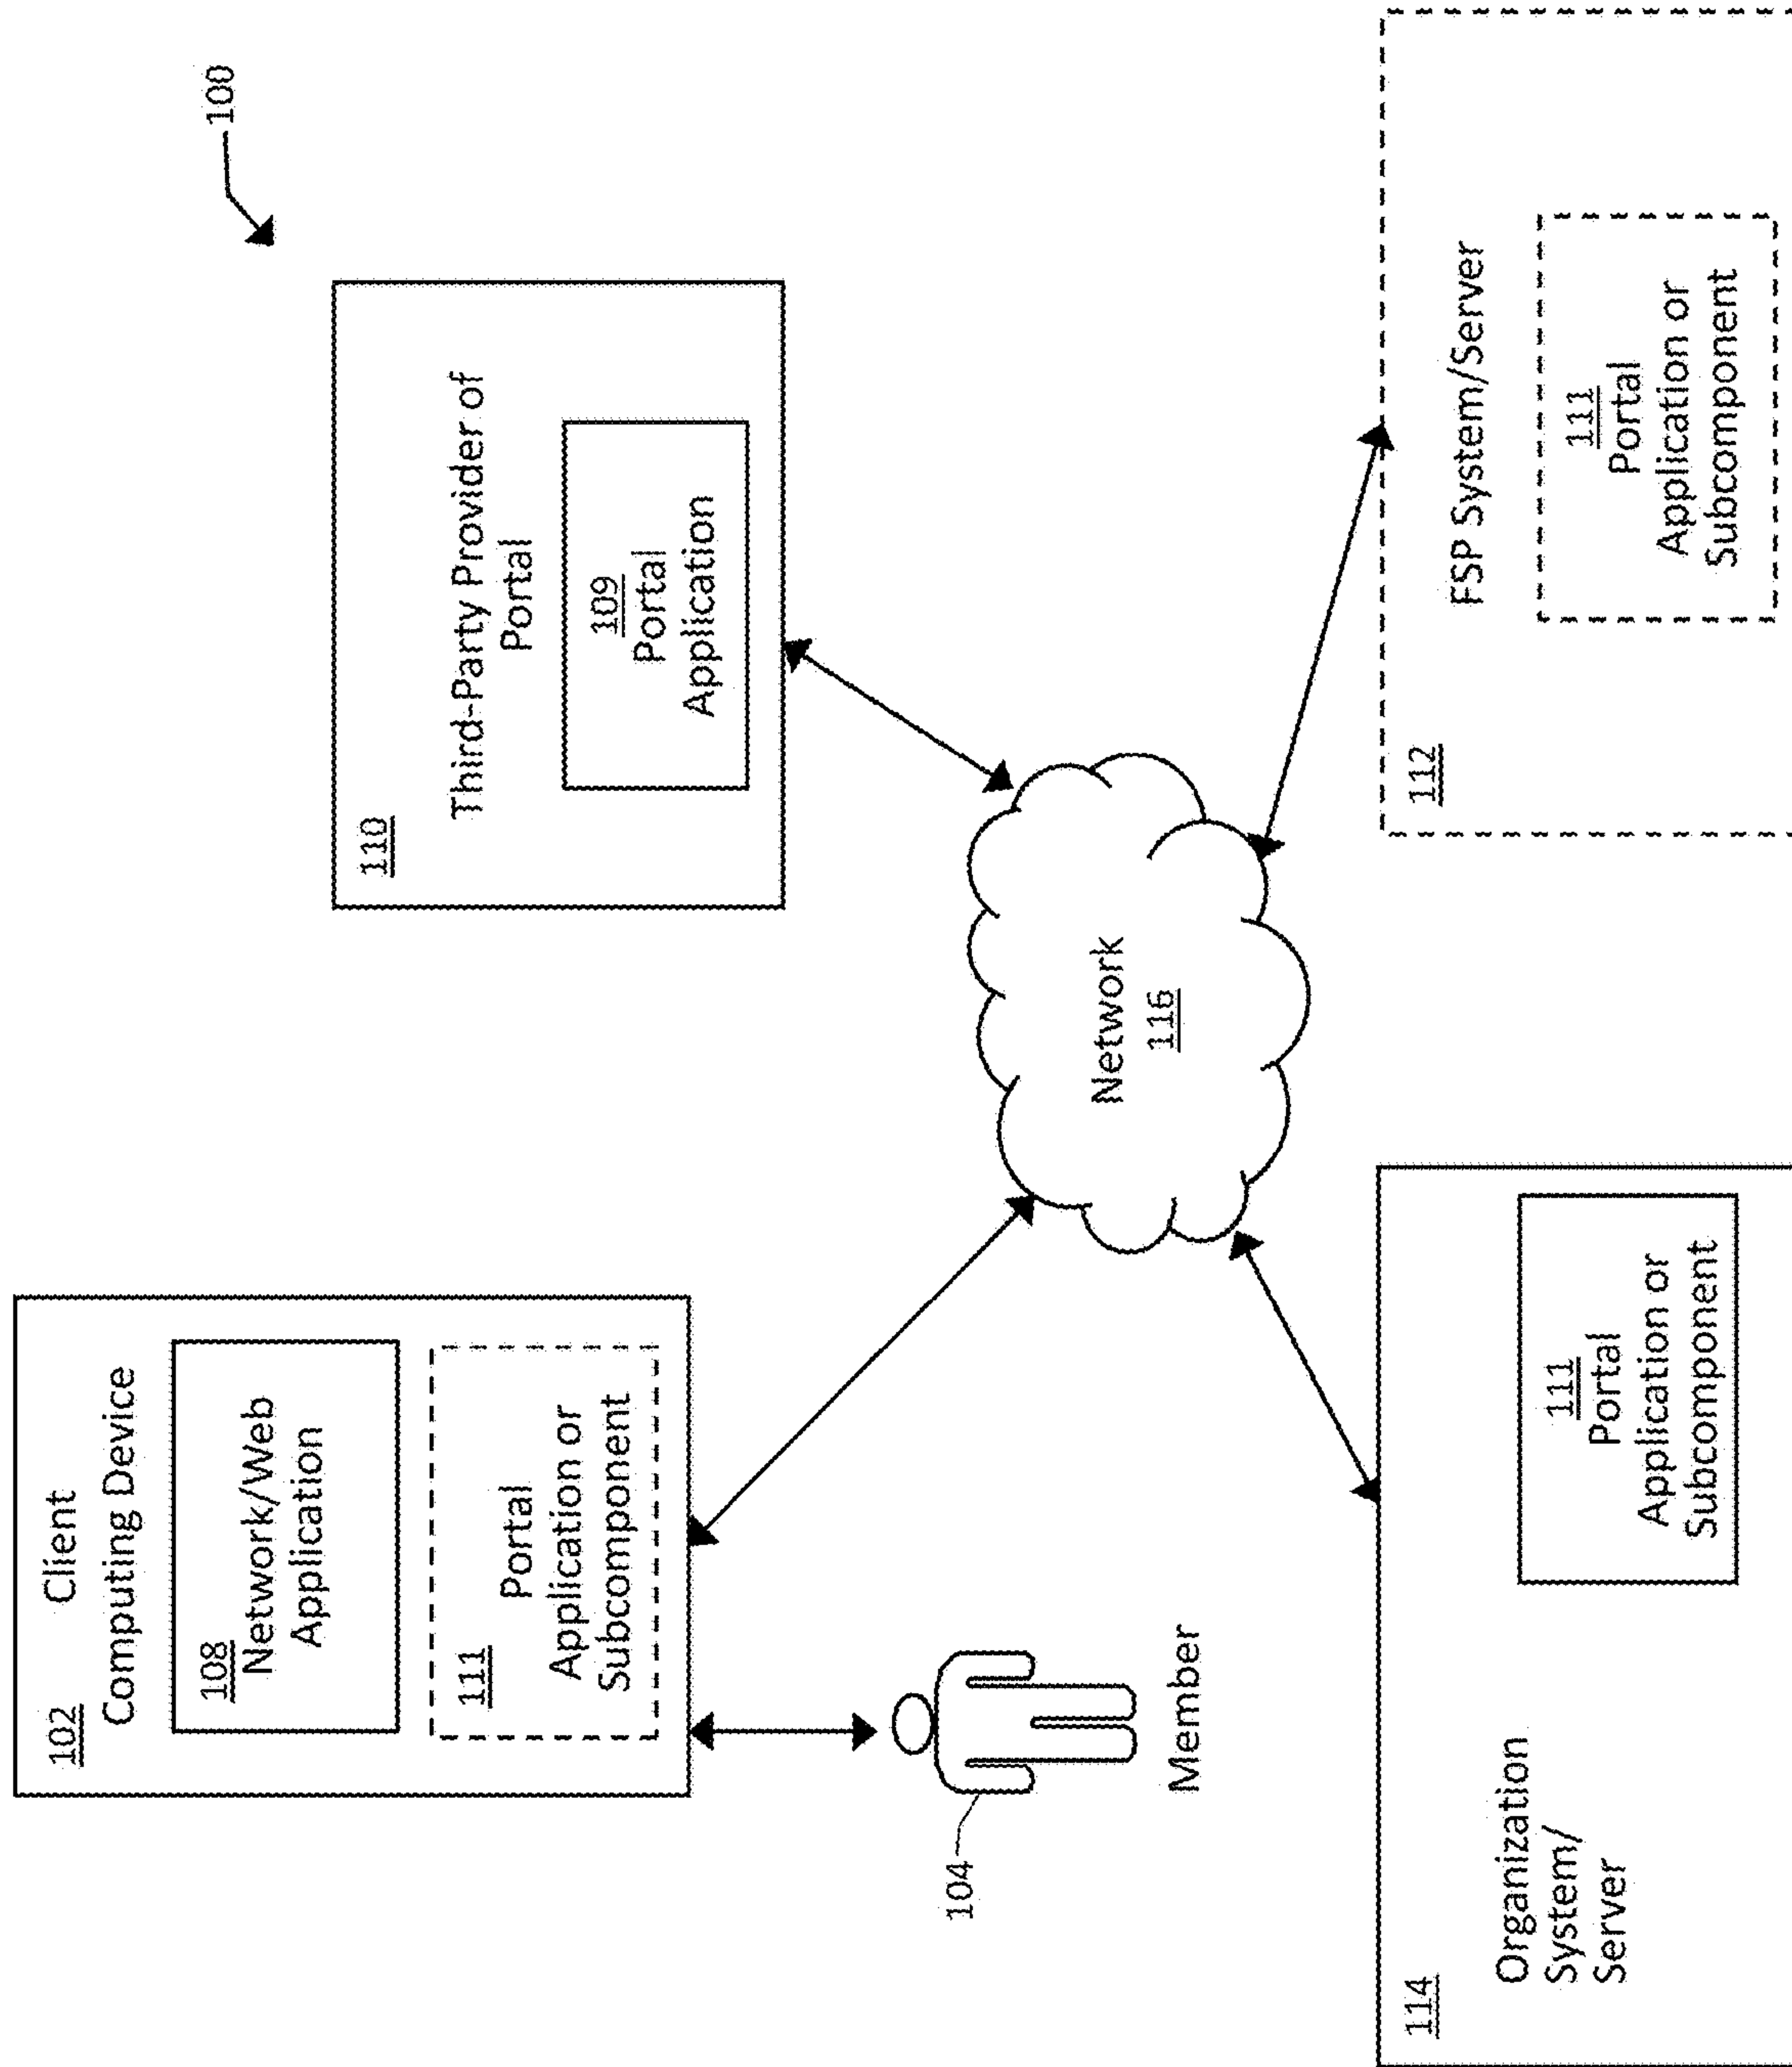 100
102
Client
Computing Device
108
Network/Web
Application
111
Portal
Application or
Subcomponent
110
Third-Party Provider of
Portal
109
Portal
Application
104
Member
Network
116
114
Organization
System/
Server
111
Portal
Application or
Subcomponent
112
FSP System/Server
111
Portal
Application or
Subcomponent